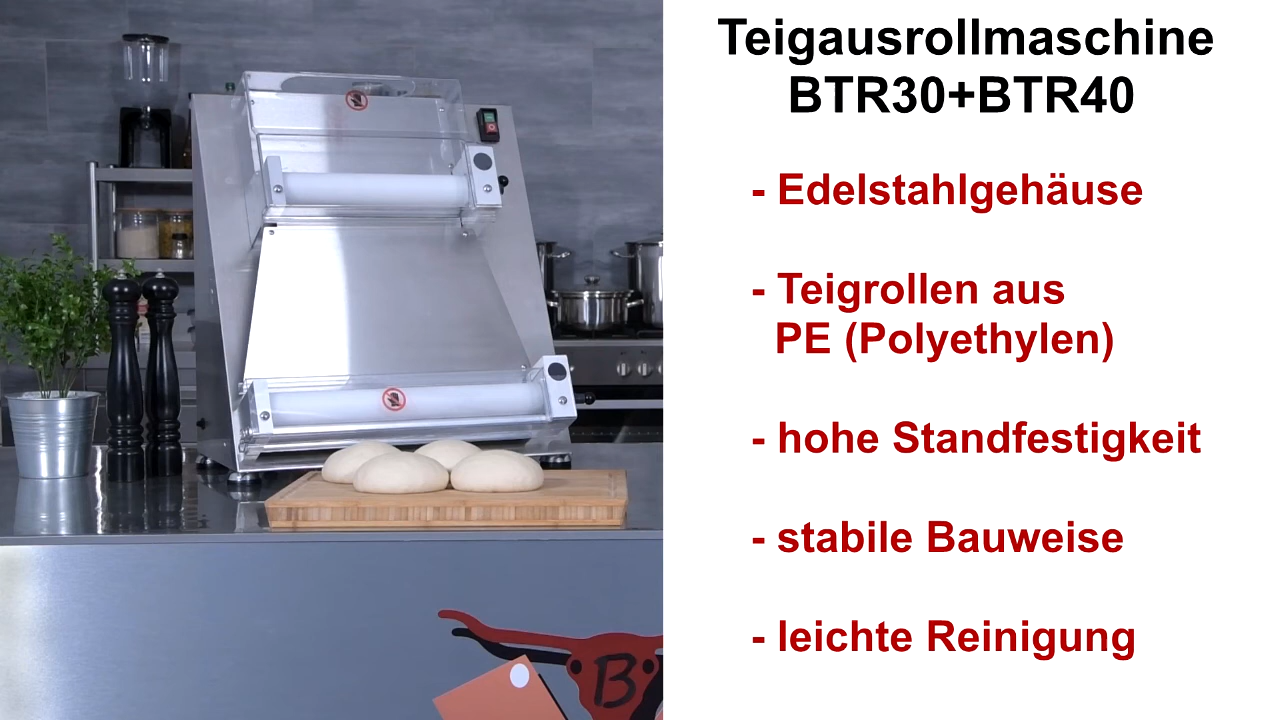 Teigausrollmaschine
BTR30+BTR40
- Edelstahlgehäuse
- Teigrollen aus
PE (Polyethylen)
- hohe Standfestigkeit
- stabile Bauweise
- leichte Reinigung
B